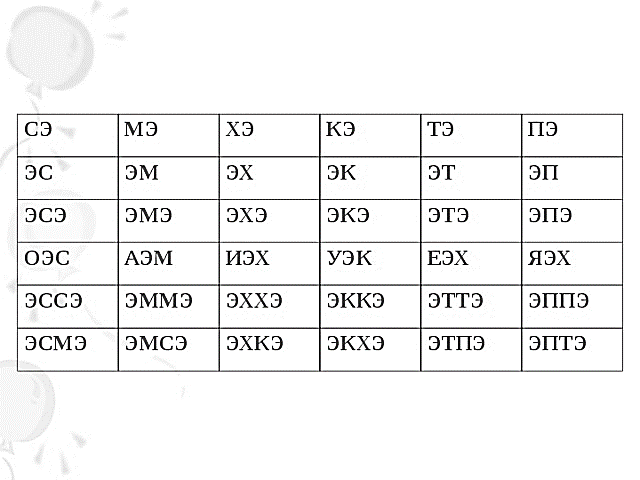 СЭ МЭ ХЭ КЭ ТЭ ПЭ
ЭС ЭМ ЭХ ЭК ЭТ ЭП
ЭСЭ ЭМЭ ЭХЭ ЭКЭ ЭТЭ ЭПЭ
ОЭС АЭМ ИЭХ УЭК ЕЭХ ЯЭХ
ЭССЭ ЭММЭ ЭХХЭ ЭККЭ ЭТТЭ ЭППЭ
ЭСМЭ ЭМСЭ ЭХКЭ ЭКХЭ ЭТПЭ ЭПТЭ